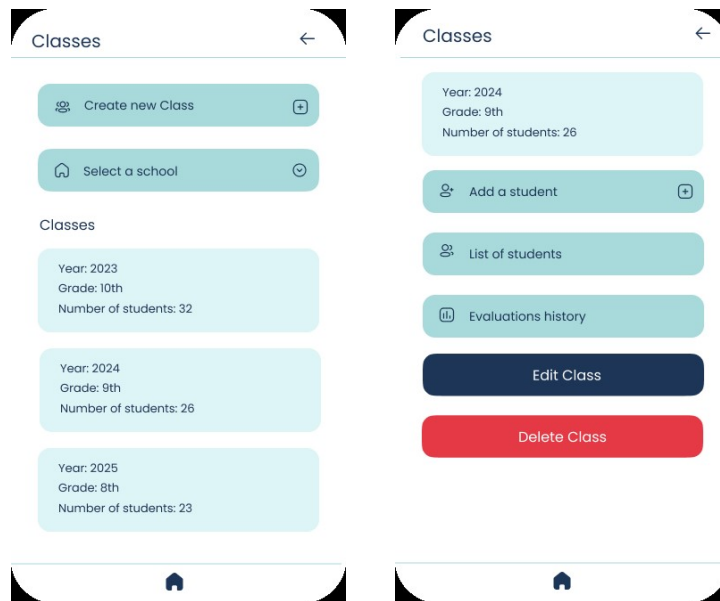 Classes
Create new Class
Select a school
Classes
Year: 2023
Grade: 10th
Number of students: 32
Year: 2024
Grade: 9th
Number of students: 26
Year: 2025
Grade: 8th
Number of students: 23
Classes
Year: 2024
Grade: 9th
Number of students: 26
Add a student
List of students
Evaluations history
Edit Class
Delete Class